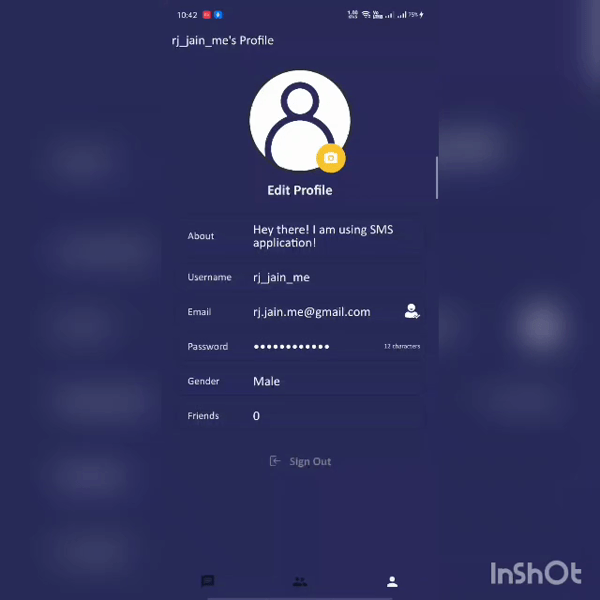 10:42
75%
rj_jain_me's Profile
Edit Profile
About
Hey there! I am using SMS
application!
Username
rj_jain_me
Email
rj.jain.me@gmail.com
Password
••••••••••••
12 characters
Gender
Male
Friends
0
Sign Out
InShOt